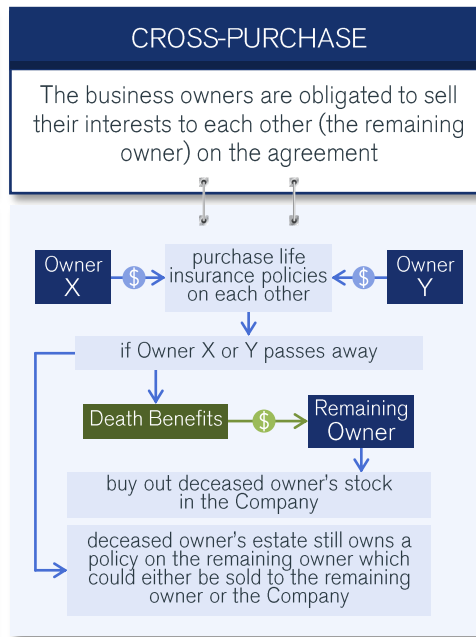 CROSS-PURCHASE
The business owners are obligated to sell
their interests to each other (the remaining
owner) on the agreement
Owner
X
$
purchase life
insurance policies
on each other
$
Owner
Y
if Owner X or Y passes away
Death Benefits
$
Remaining
Owner
buy out deceased owner's stock
in the Company
deceased owner's estate still owns a
policy on the remaining owner which
could either be sold to the remaining
owner or the Company